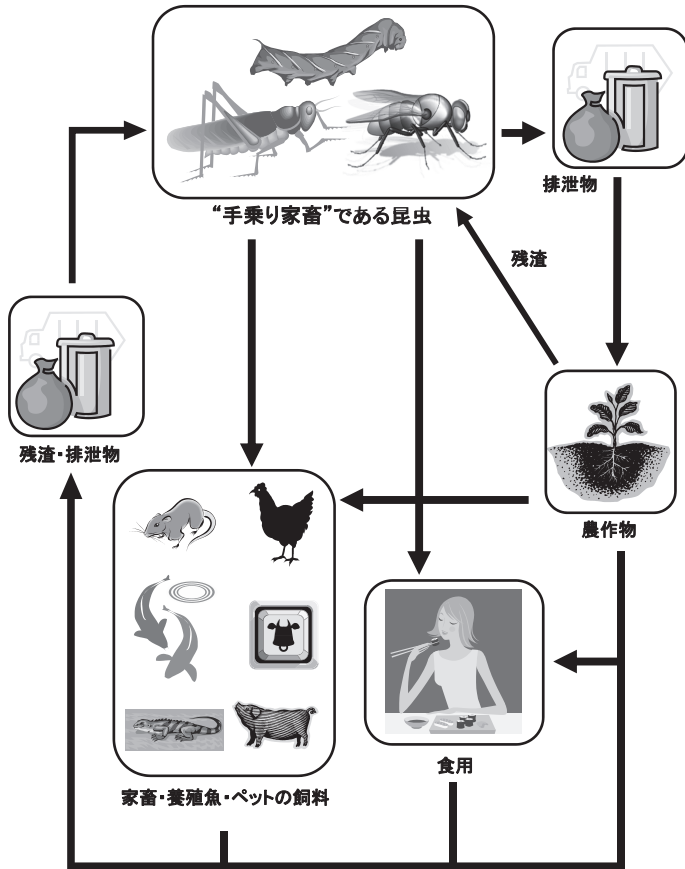 排泄物
“手乗り家畜”である昆虫
残渣
残渣・排泄物
農作物
食用
家畜・養殖魚・ペットの飼料